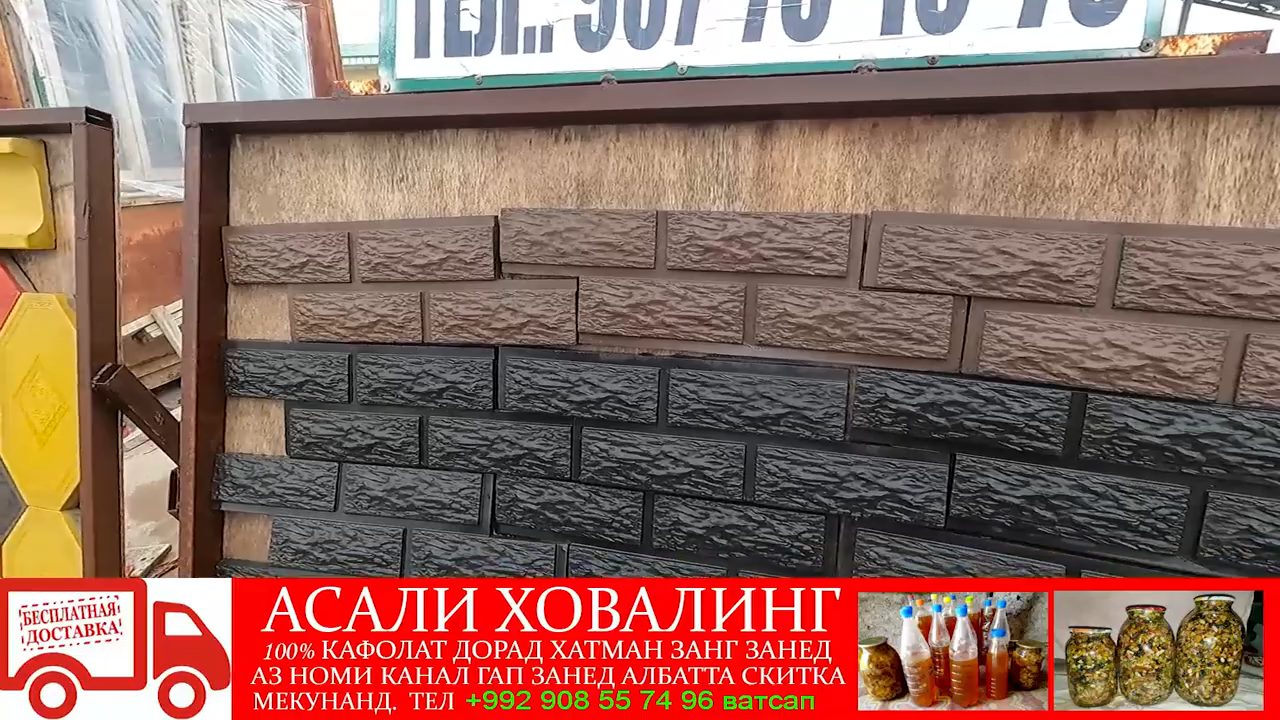 ТЕЛ.:
БЕСПЛАТНАЯ
ДОСТАВКА!
АСАЛИ ХОВАЛИНГ
100% КАФОЛАТ ДОРАД ХАТМАН ЗАНГ ЗАНЕД
АЗ НОМИ КАНАЛ ГАП ЗАНЕД АЛБАТТА СКИТКА
МЕКУНАНД. ТЕЛ +992 908 55 74 96 ватсап